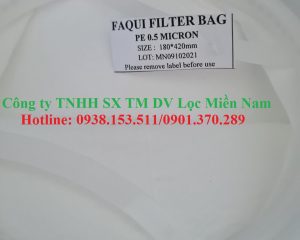 FAQUI FILTER BAG
PE 0.5 MICRON
SIZE : 180*420mm
LOT: MN09102021
Please remove label before use
Công ty TNHH SX TM DV Lọc Miền Nam
Hotline: 0938.153.511/0901.370.289